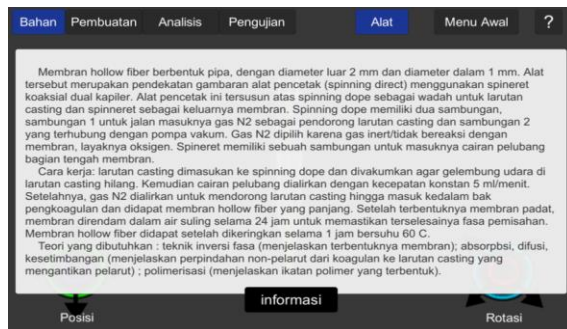 Bahan Pembuatan Analisis Pengujian Alat Menu Awal ?
Membran hollow fiber berbentuk pipa, dengan diameter luar 2 mm dan diameter dalam 1 mm. Alat
tersebut merupakan pendekatan gambaran alat pencetak (spinning direct) menggunakan spineret
koaksial dual kapiler. Alat pencetak ini tersusun atas spinning dope sebagai wadah untuk larutan
casting dan spinneret sebagai keluarnya membran. Spinning dope memiliki dua sambungan,
sambungan 1 untuk jalan masuknya gas N2 sebagai pendorong larutan casting dan sambungan 2
yang terhubung dengan pompa vakum. Gas N2 dipilih karena gas inert/tidak bereaksi dengan
membran, layaknya oksigen. Spineret memiliki sebuah sambungan untuk masuknya cairan pelubang
bagian tengah membran.
Cara kerja: larutan casting dimasukan ke spinning dope dan divakumkan agar gelembung udara di
larutan casting hilang. Kemudian cairan pelubang dialirkan dengan kecepatan konstan 5 ml/menit.
Setelahnya, gas N2 dialirkan untuk mendorong larutan casting hingga masuk kedalam bak
pengkoagulan dan didapat membran hollow fiber yang panjang. Setelah terbentuknya membran padat,
membran direndam dalam air suling selama 24 jam untuk memastikan terselesainya fasa pemisahan.
Membran hollow fiber didapat setelah dikeringkan selama 1 jam bersuhu 60 C.
Teori yang dibutuhkan : teknik inversi fasa (menjelaskan terbentuknya membran); absorpbsi, difusi,
kesetimbangan (menjelaskan perpindahan non-pelarut dari koagulan ke larutan casting yang
mengantikan pelarut) ; polimerisasi (menjelaskan ikatan polimer yang terbentuk).
informasi
Posisi Rotasi